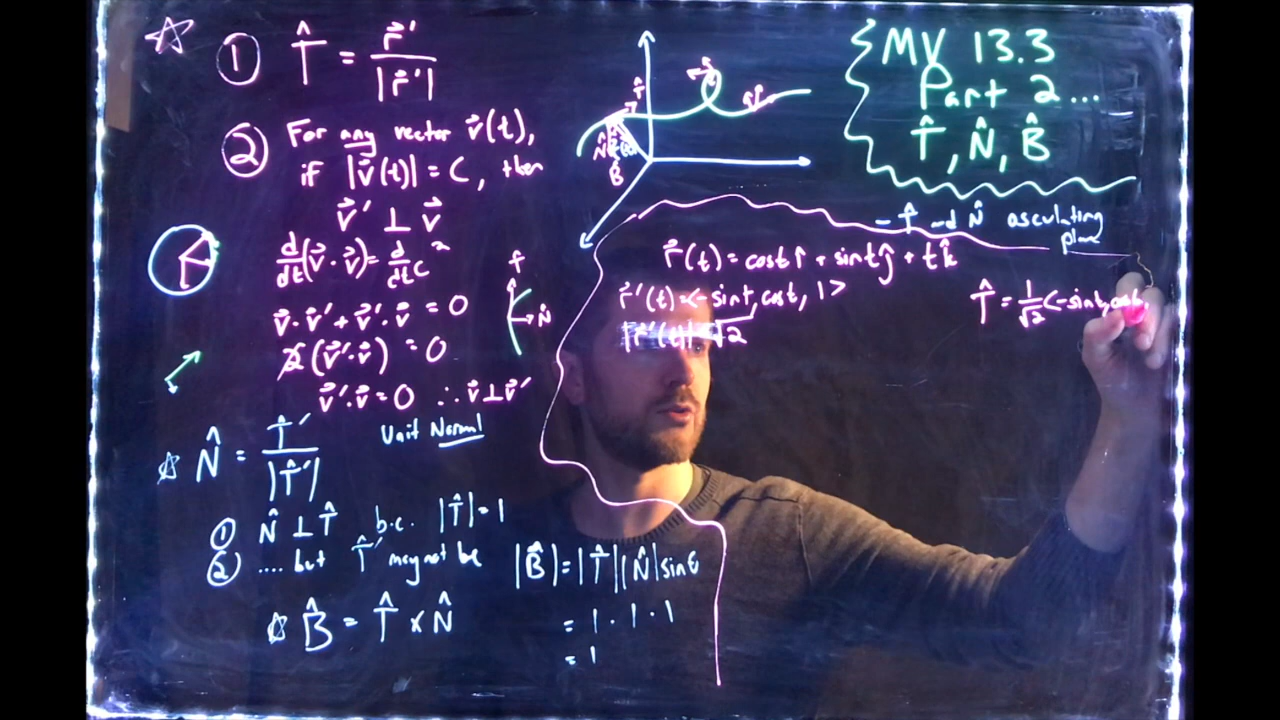 ① T̂ = r⃗′ / |r⃗′|
② For any vector v⃗(t),
if |v⃗(t)| = C, then
v⃗′ ⊥ v⃗
d/dt(v⃗ · v⃗) = d/dt c²
v⃗·v⃗′ + v⃗′·v⃗ = 0
2(v⃗′·v⃗) = 0
v⃗′·v⃗ = 0 ∴ v⃗ ⊥ v⃗′
T̂
N̂
N̂ = T̂′ / |T̂′|
Unit Normal
① N̂ ⊥ T̂ b.c. |T̂| = 1
② .... but T̂′ may not be
B̂ = T̂ × N̂
|B̂| = |T̂||N̂| sinθ
= 1 · 1 · 1
= 1
T̂
N̂
B̂
MV 13.3
Part 2...
T̂, N̂, B̂
- T̂ and N̂ osculating
plane
r⃗(t) = cost î + sint ĵ + t k̂
r⃗′(t) = <-sint, cost, 1>
|r⃗′(t)| = √2
T̂ = 1/√2 <-sint, cost,